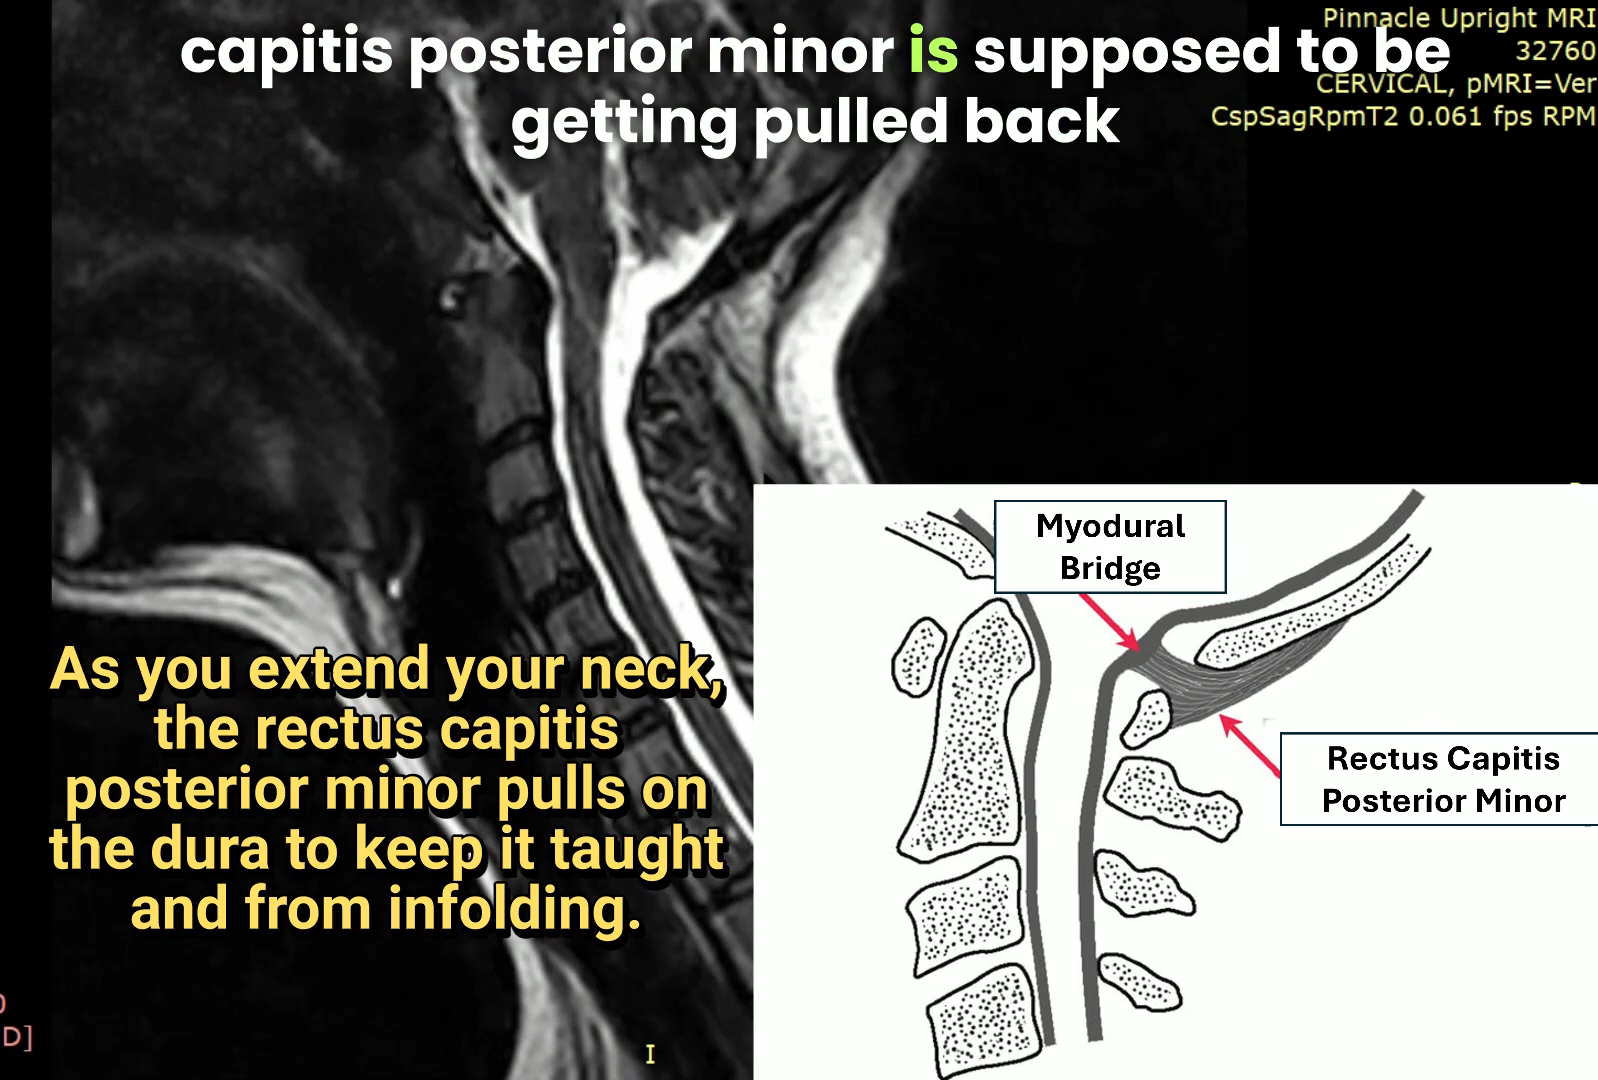 capitis posterior minor is supposed to be
getting pulled back
Pinnacle Upright MRI
32760
CERVICAL, pMRI=Ver
CspSagRpmT2 0.061 fps RPM
Myodural
Bridge
Rectus Capitis
Posterior Minor
As you extend your neck,
the rectus capitis
posterior minor pulls on
the dura to keep it taught
and from infolding.
D]
I